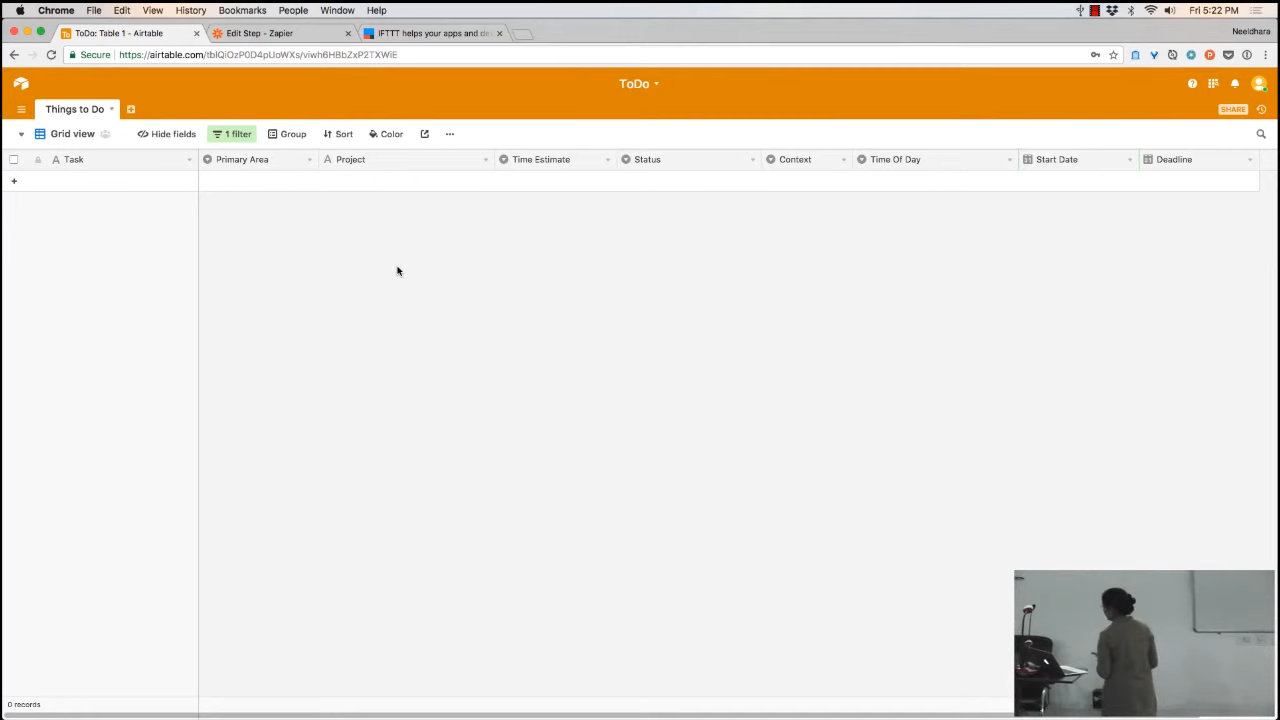 Chrome File Edit View History Bookmarks People Window Help Fri 5:22 PM
ToDo: Table 1 - Airtable Edit Step - Zapier IFTTT helps your apps and de Neeldhara
Secure https://airtable.com/tblQiOzP0D4pUoWXs/viwh6HBbZxP2TXWiE
ToDo
Things to Do SHARE
Grid view Hide fields 1 filter Group Sort Color
Task Primary Area Project Time Estimate Status Context Time Of Day Start Date Deadline
+
0 records